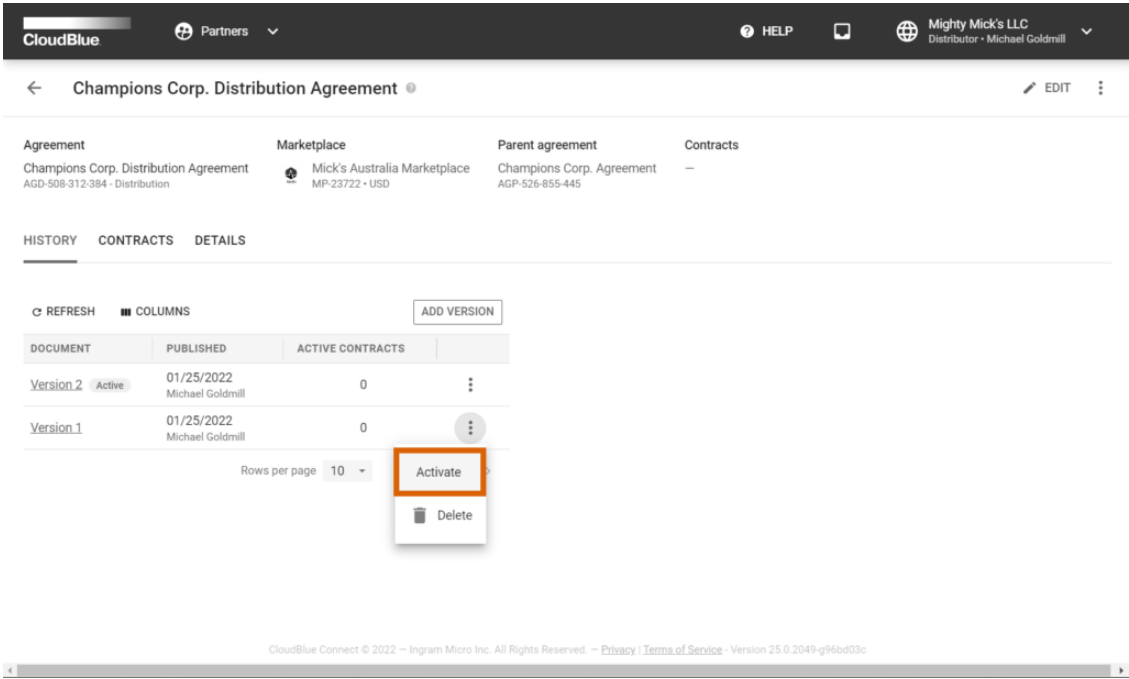 CloudBlue
Partners
HELP
Mighty Mick's LLC
Distributor • Michael Goldmill
Champions Corp. Distribution Agreement
EDIT
Agreement
Marketplace
Parent agreement
Contracts
Champions Corp. Distribution Agreement
Mick's Australia Marketplace
Champions Corp. Agreement
—
AGD-508-312-384 - Distribution
MP-23722 • USD
AGP-526-855-445
HISTORY
CONTRACTS
DETAILS
REFRESH
COLUMNS
ADD VERSION
DOCUMENT
PUBLISHED
ACTIVE CONTRACTS
Version 2
Active
01/25/2022
0
Michael Goldmill
Version 1
01/25/2022
0
Michael Goldmill
Rows per page
10
Activate
Delete
CloudBlue Connect © 2022 — Ingram Micro Inc. All Rights Reserved. — Privacy | Terms of Service - Version 25.0.2049-g96bd03c